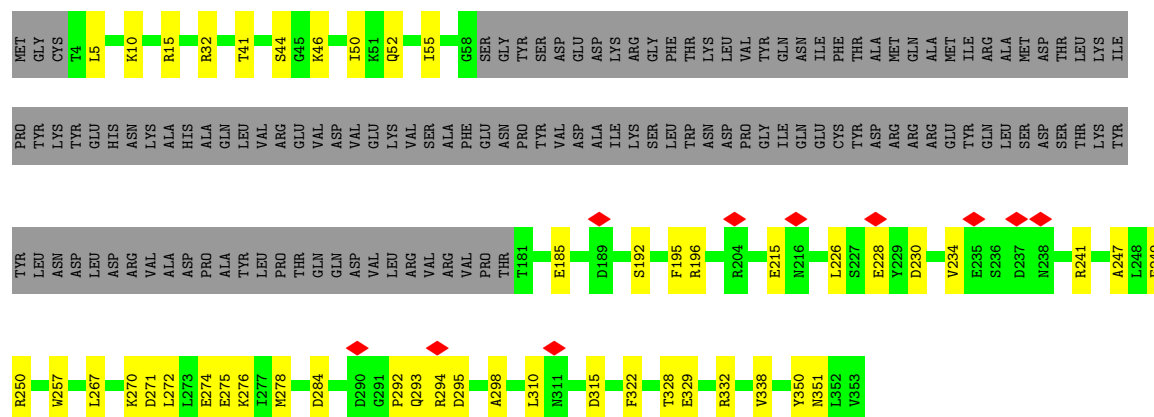 MET GLY CYS T4 L5 K10 R15 R32 T41 S44 G45 K46 I50 K51 Q52 I55 G58 SER GLY TYR SER ASP GLU ASP LYS ARG GLY PHE THR LYS LEU VAL TYR GLN ASN ILE PHE THR ALA MET GLN ALA MET ILE ARG ALA MET ASP THR LEU LYS ILE
PRO TYR LYS TYR GLU HIS ASN LYS ALA HIS ALA GLN LEU VAL ARG GLU VAL ASP VAL GLU LYS VAL SER ALA PHE GLU ASN PRO TYR VAL ASP ALA ILE LYS SER LEU TRP ASN ASP PRO GLY ILE GLN GLU CYS TYR ASP ARG ARG ARG GLU TYR GLN LEU SER ASP SER THR LYS TYR
TYR LEU ASN ASP LEU ASP ARG VAL ALA ASP PRO ALA TYR LEU PRO THR GLN GLN ASP VAL LEU ARG VAL ARG VAL PRO THR T181 E185 D189 S192 F195 R196 R204 E215 N216 L226 S227 E228 Y229 D230 V234 E235 S236 D237 N238 R241 A247 L248
R250 W257 L267 K270 D271 L272 L273 E274 E275 K276 I277 M278 D284 D290 G291 P292 Q293 R294 D295 A298 L310 N311 D315 F322 T328 E329 R332 V338 Y350 N351 L352 V353